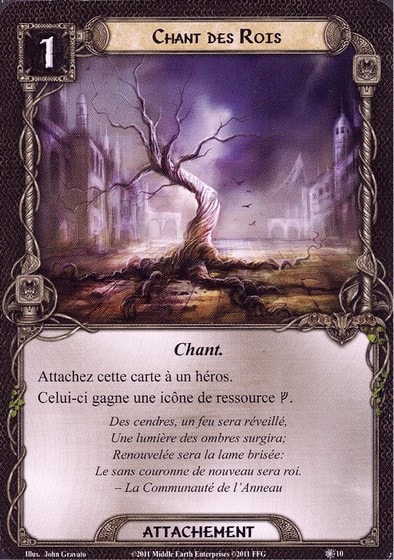 1
CHANT DES ROIS
Chant.
Attachez cette carte à un héros.
Celui-ci gagne une icône de ressource.
Des cendres, un feu sera réveillé,
Une lumière des ombres surgira;
Renouvelée sera la lame brisée:
Le sans couronne de nouveau sera roi.
– La Communauté de l'Anneau
ATTACHEMENT
Illus. John Gravato
©2011 Middle Earth Enterprises ©2011 FFG
10